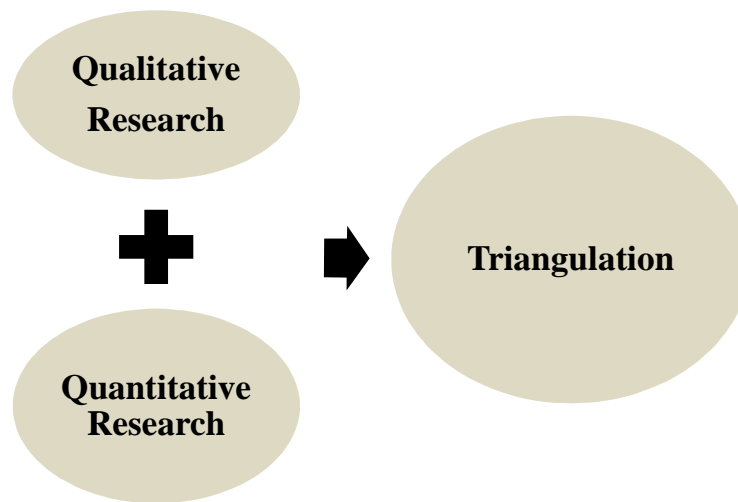 Qualitative
Research
Triangulation
Quantitative
Research